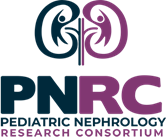 PNRC
PEDIATRIC NEPHROLOGY
RESEARCH CONSORTIUM